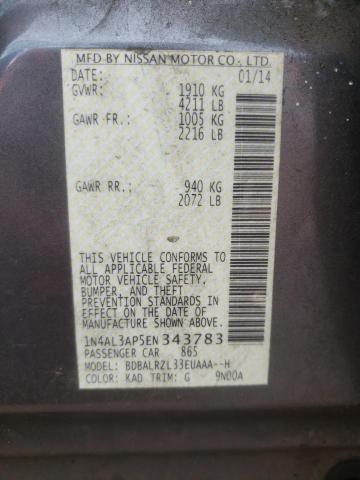 MFD BY NISSAN MOTOR CO., LTD.
DATE: 01/14
GVWR: 1910 KG
4211 LB
GAWR FR: 1005 KG
2216 LB
GAWR RR: 940 KG
2072 LB
THIS VEHICLE CONFORMS TO
ALL APPLICABLE FEDERAL
MOTOR VEHICLE SAFETY,
BUMPER, AND THEFT
PREVENTION STANDARDS IN
EFFECT ON THE DATE OF
MANUFACTURE SHOWN ABOVE.
1N4AL3AP5EN343783
PASSENGER CAR 865
MODEL: BDBALRZL33EUAAA--H
COLOR: KAD TRIM: G 9N00A